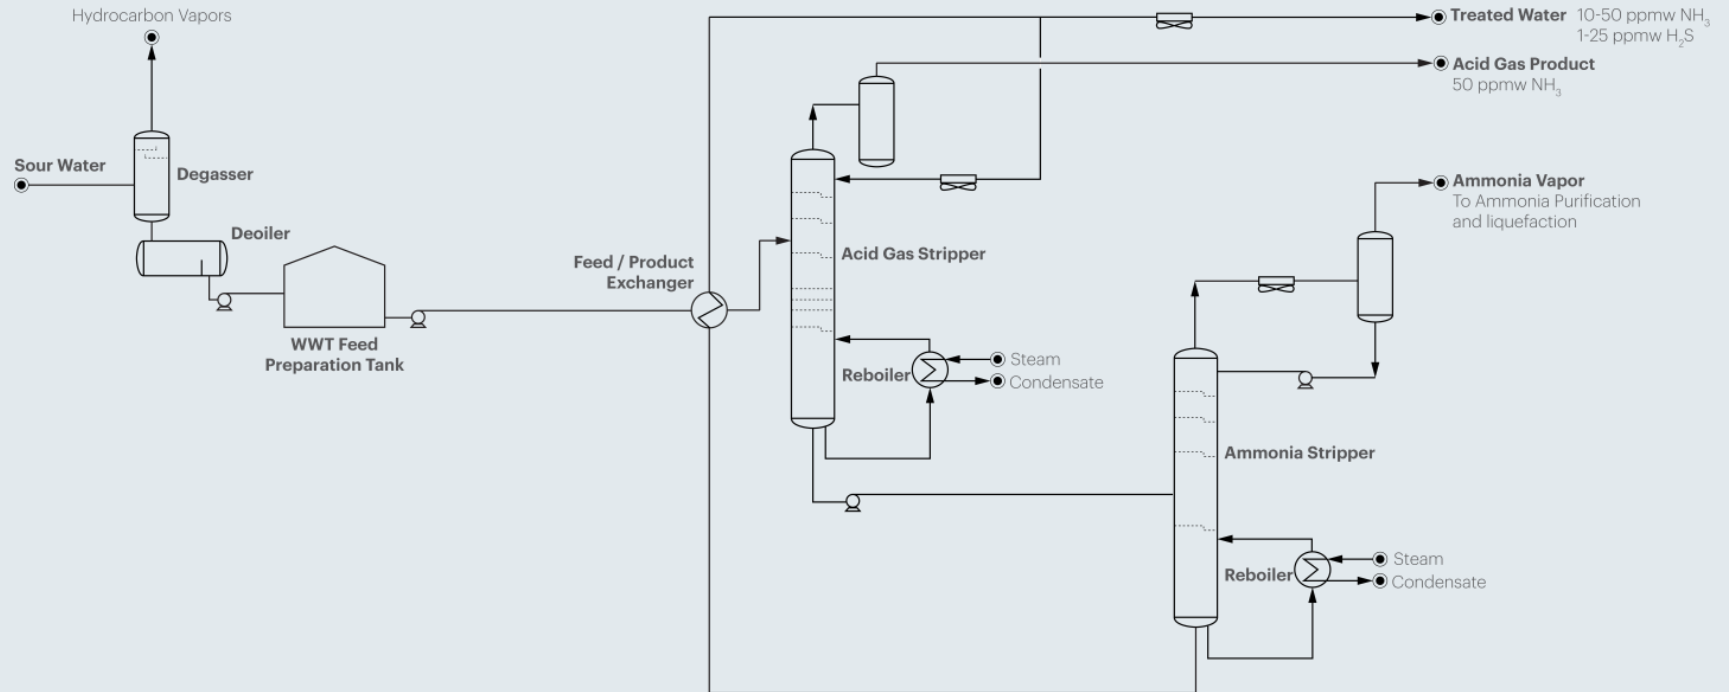 Hydrocarbon Vapors
Treated Water 10-50 ppmw NH₃
1-25 ppmw H₂S
Acid Gas Product
50 ppmw NH₃
Sour Water
Degasser
Ammonia Vapor
To Ammonia Purification
and liquefaction
Deoiler
Feed / Product
Exchanger
Acid Gas Stripper
WWT Feed
Preparation Tank
Reboiler
Steam
Condensate
Ammonia Stripper
Reboiler
Steam
Condensate